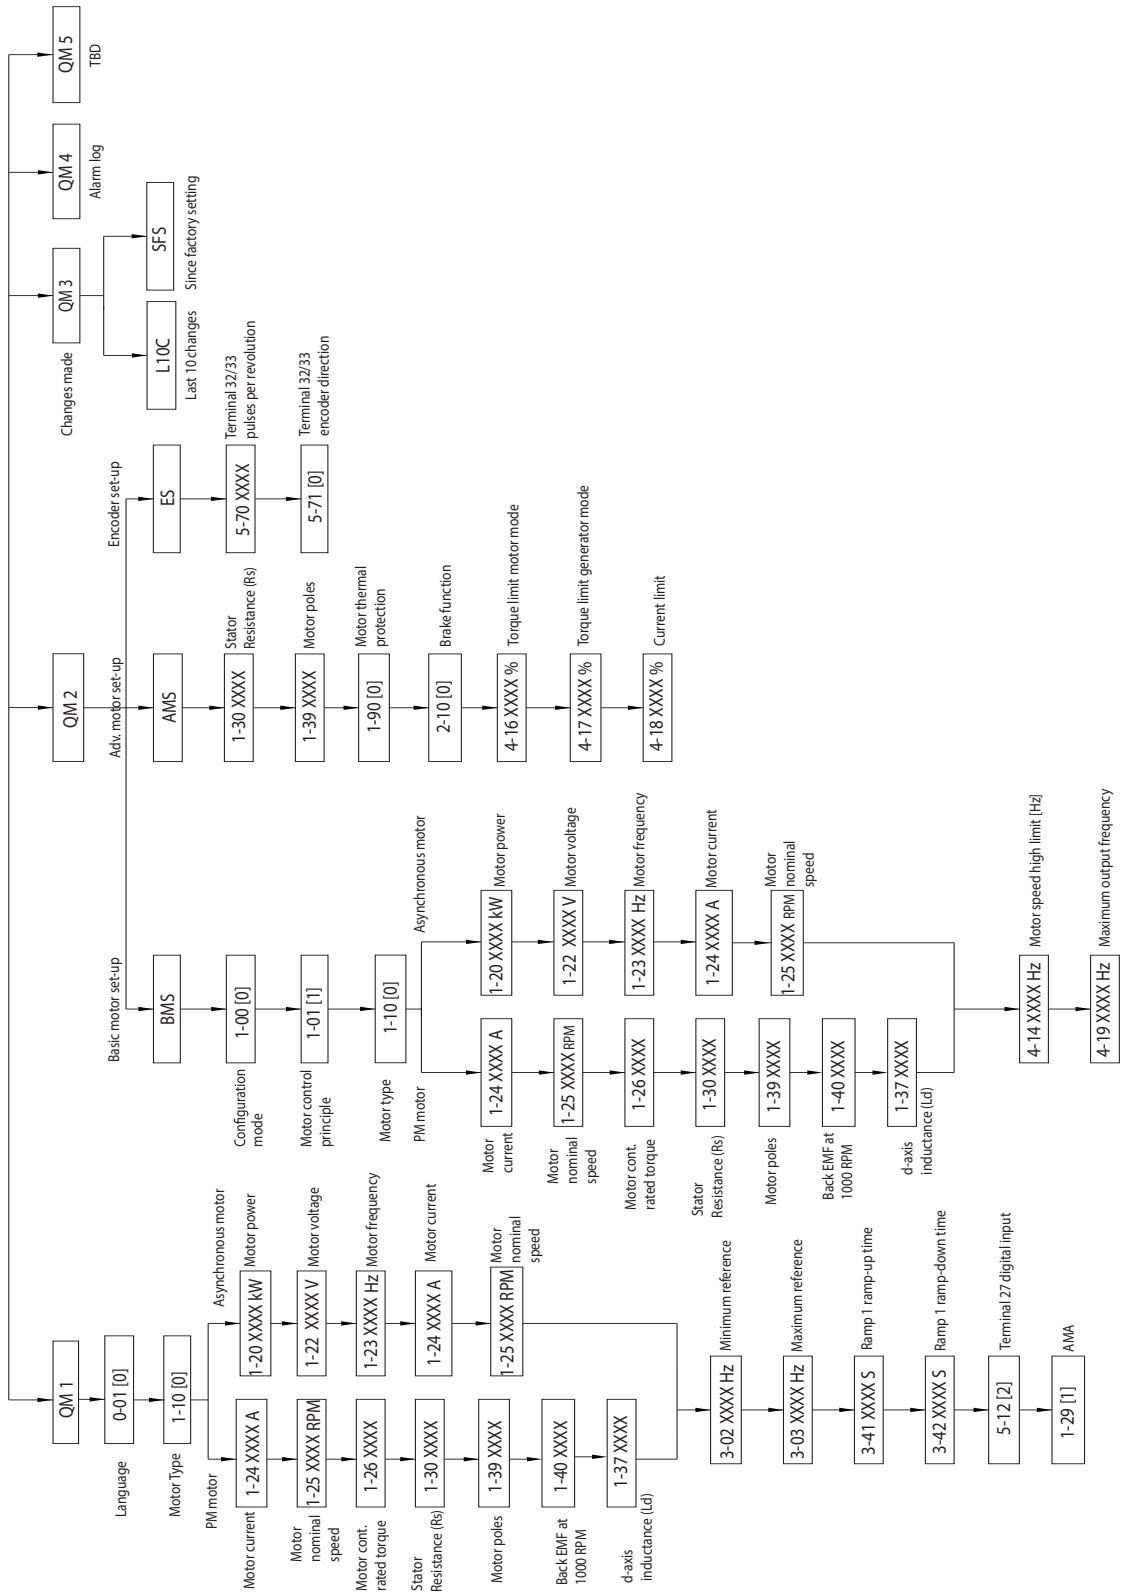 QM 1
Language
0-01 [0]
Motor Type
1-10 [0]
PM motor
Motor current
1-24 XXXX A
Motor
nominal
speed
1-25 XXXX RPM
Motor cont.
rated torque
1-26 XXXX
Stator
Resistance (Rs)
1-30 XXXX
Motor poles
1-39 XXXX
Back EMF at
1000 RPM
1-40 XXXX
d-axis
inductance (Ld)
1-37 XXXX
Asynchronous motor
1-20 XXXX kW
Motor power
1-22 XXXX V
Motor voltage
1-23 XXXX Hz
Motor frequency
1-24 XXXX A
Motor current
1-25 XXXX RPM
Motor
nominal
speed
3-02 XXXX Hz
Minimum reference
3-03 XXXX Hz
Maximum reference
3-41 XXXX S
Ramp 1 ramp-up time
3-42 XXXX S
Ramp 1 ramp-down time
5-12 [2]
Terminal 27 digital input
1-29 [1]
AMA
QM 2
Basic motor set-up
BMS
Configuration
mode
1-00 [0]
Motor control
principle
1-01 [1]
Motor type
1-10 [0]
PM motor
Motor
current
1-24 XXXX A
Motor
nominal
speed
1-25 XXXX RPM
Motor cont.
rated torque
1-26 XXXX
Stator
Resistance (Rs)
1-30 XXXX
Motor poles
1-39 XXXX
Back EMF at
1000 RPM
1-40 XXXX
d-axis
inductance (Ld)
1-37 XXXX
Asynchronous motor
1-20 XXXX kW
Motor power
1-22 XXXX V
Motor voltage
1-23 XXXX Hz
Motor frequency
1-24 XXXX A
Motor current
1-25 XXXX RPM
Motor
nominal
speed
4-14 XXXX Hz
Motor speed high limit [Hz]
4-19 XXXX Hz
Maximum output frequency
Adv. motor set-up
AMS
1-30 XXXX
Stator
Resistance (Rs)
1-39 XXXX
Motor poles
1-90 [0]
Motor thermal
protection
2-10 [0]
Brake function
4-16 XXXX %
Torque limit motor mode
4-17 XXXX %
Torque limit generator mode
4-18 XXXX %
Current limit
Encoder set-up
ES
5-70 XXXX
Terminal 32/33
pulses per revolution
5-71 [0]
Terminal 32/33
encoder direction
Changes made
QM 3
L10C
Last 10 changes
SFS
Since factory setting
QM 4
Alarm log
QM 5
TBD